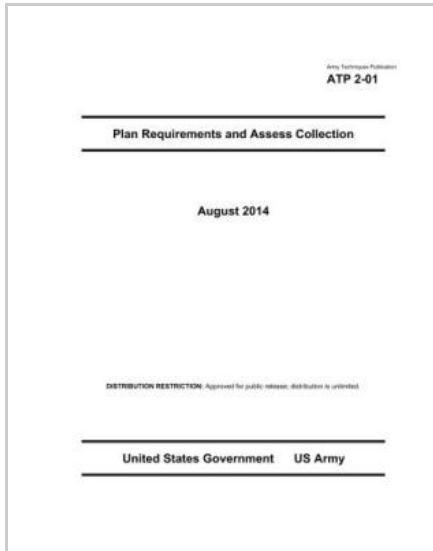 Army Techniques Publication
ATP 2-01
Plan Requirements and Assess Collection
August 2014
DISTRIBUTION RESTRICTION: Approved for public release; distribution is unlimited.
United States Government US Army